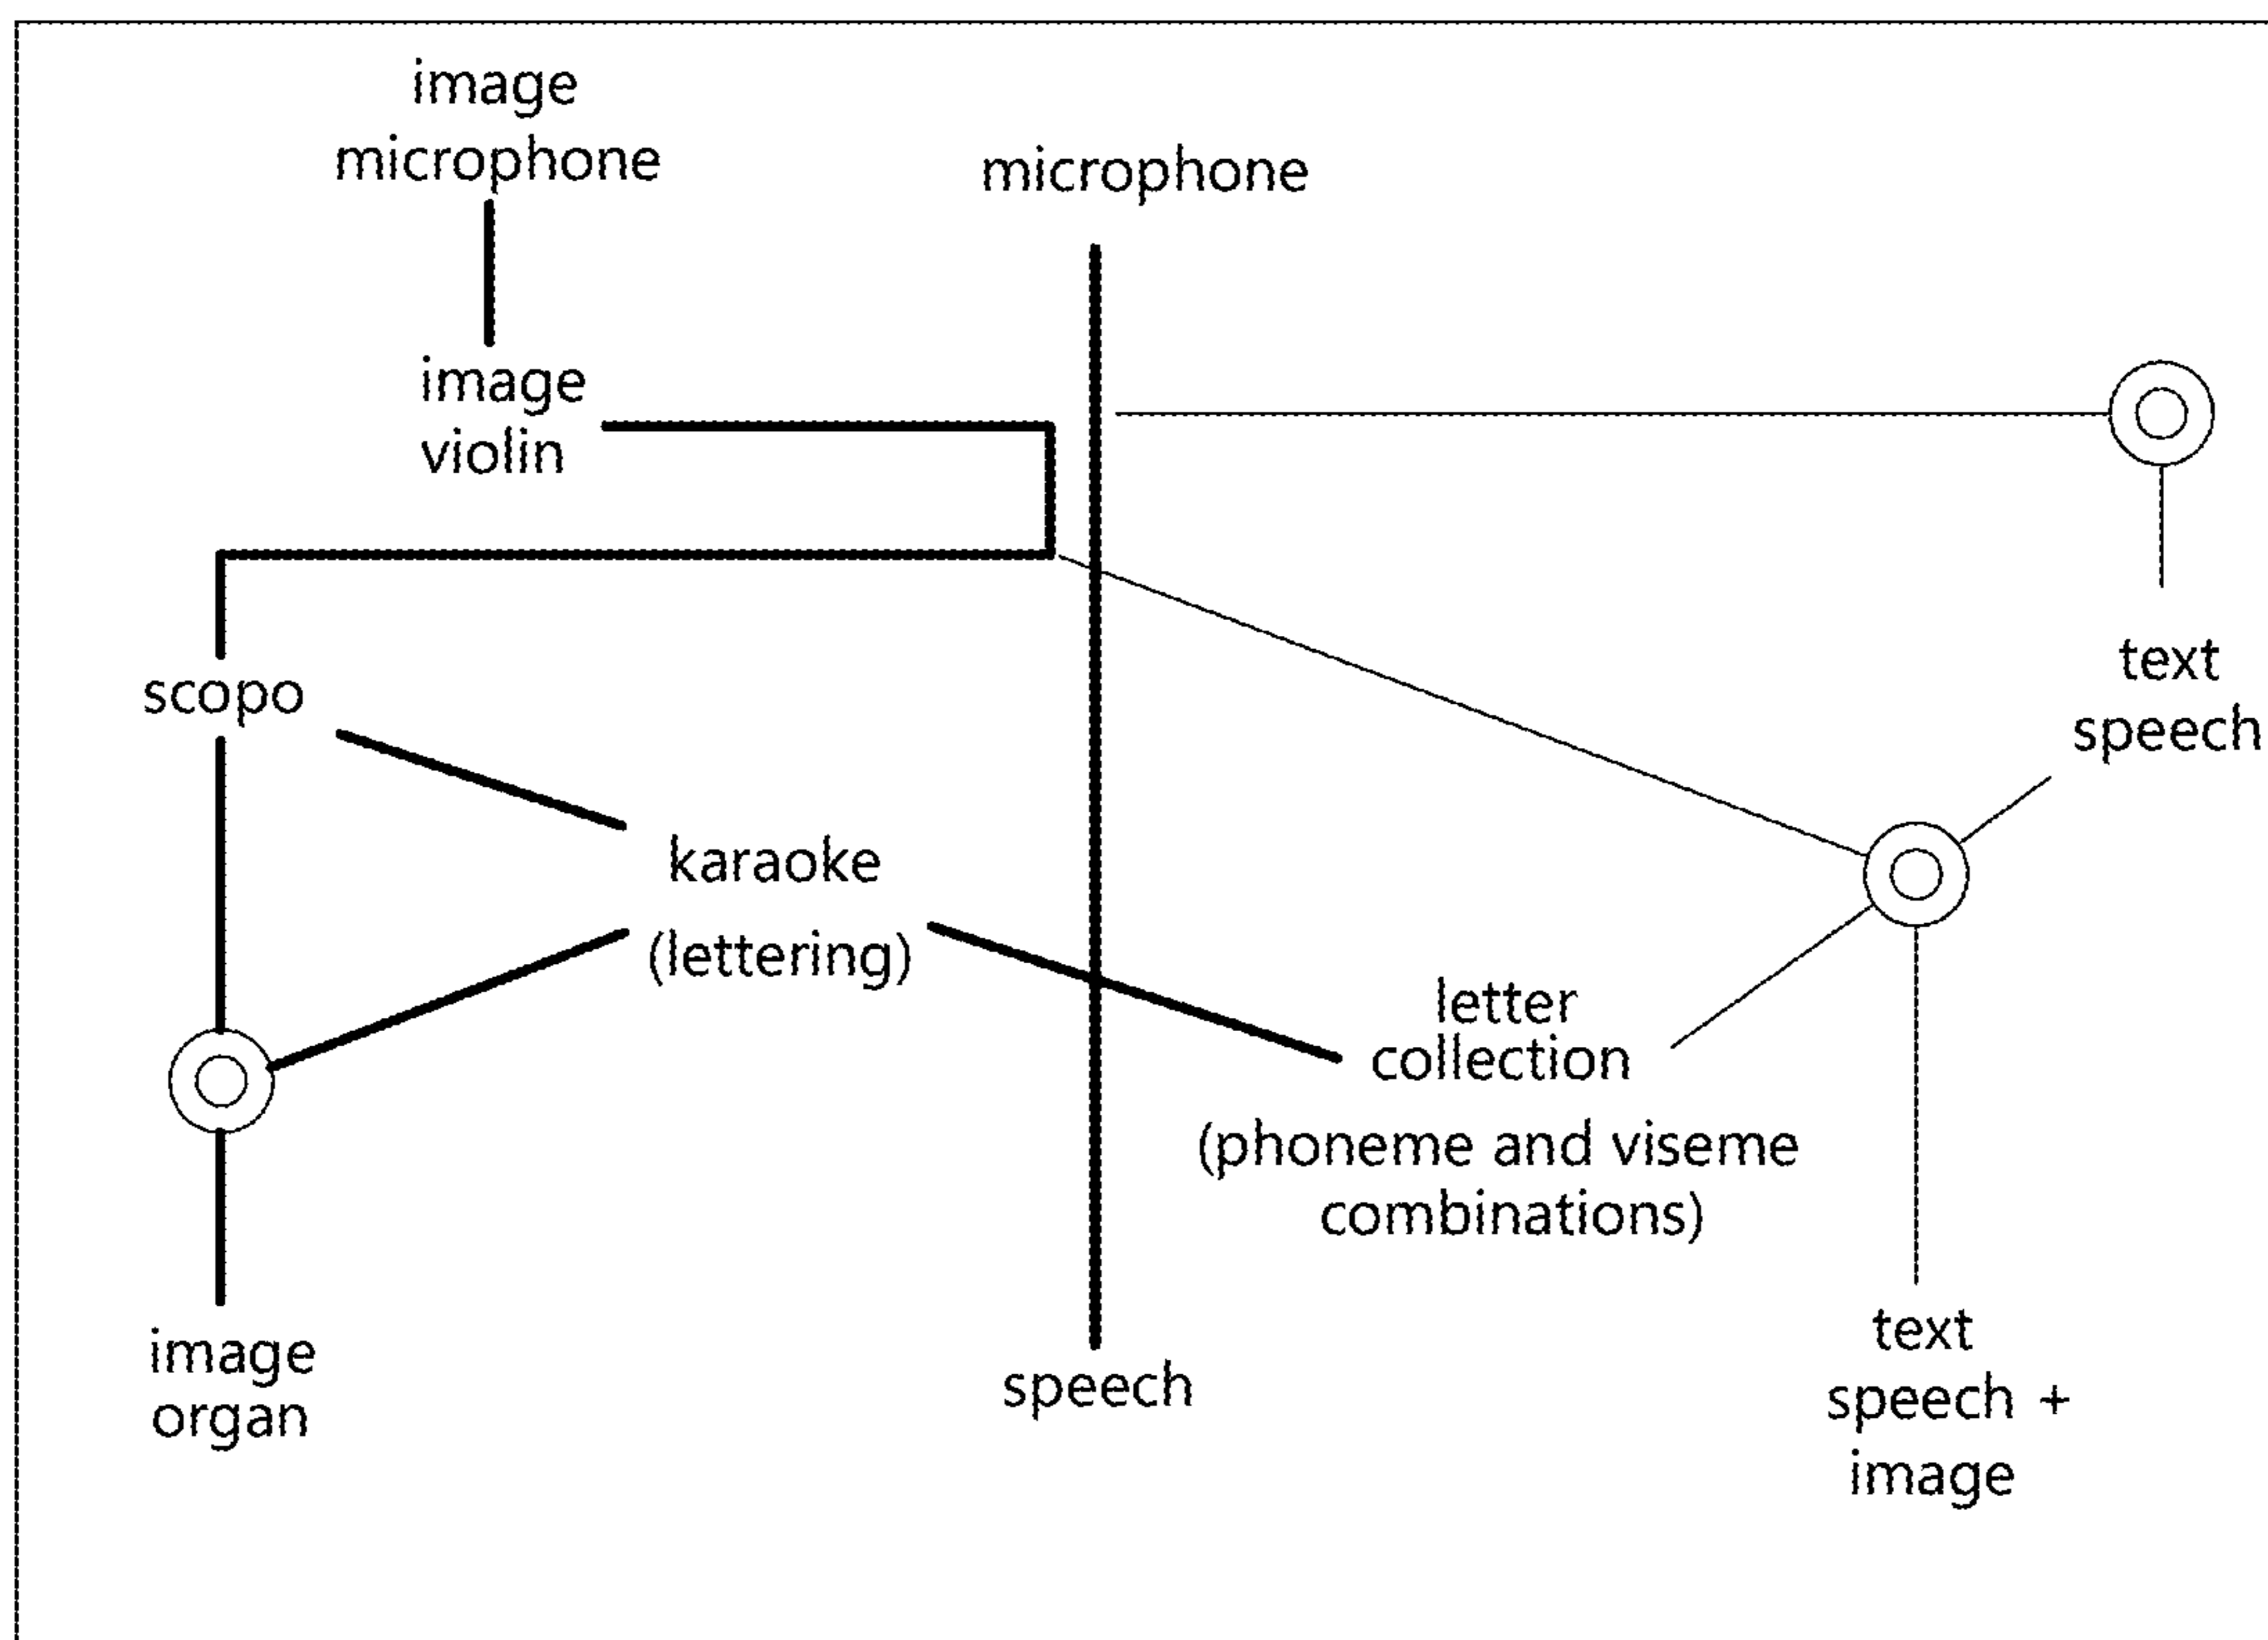 image
microphone
microphone
image
violin
text
speech
scopo
karaoke
(lettering)
letter
collection
(phoneme and viseme
combinations)
image
organ
speech
text
speech +
image